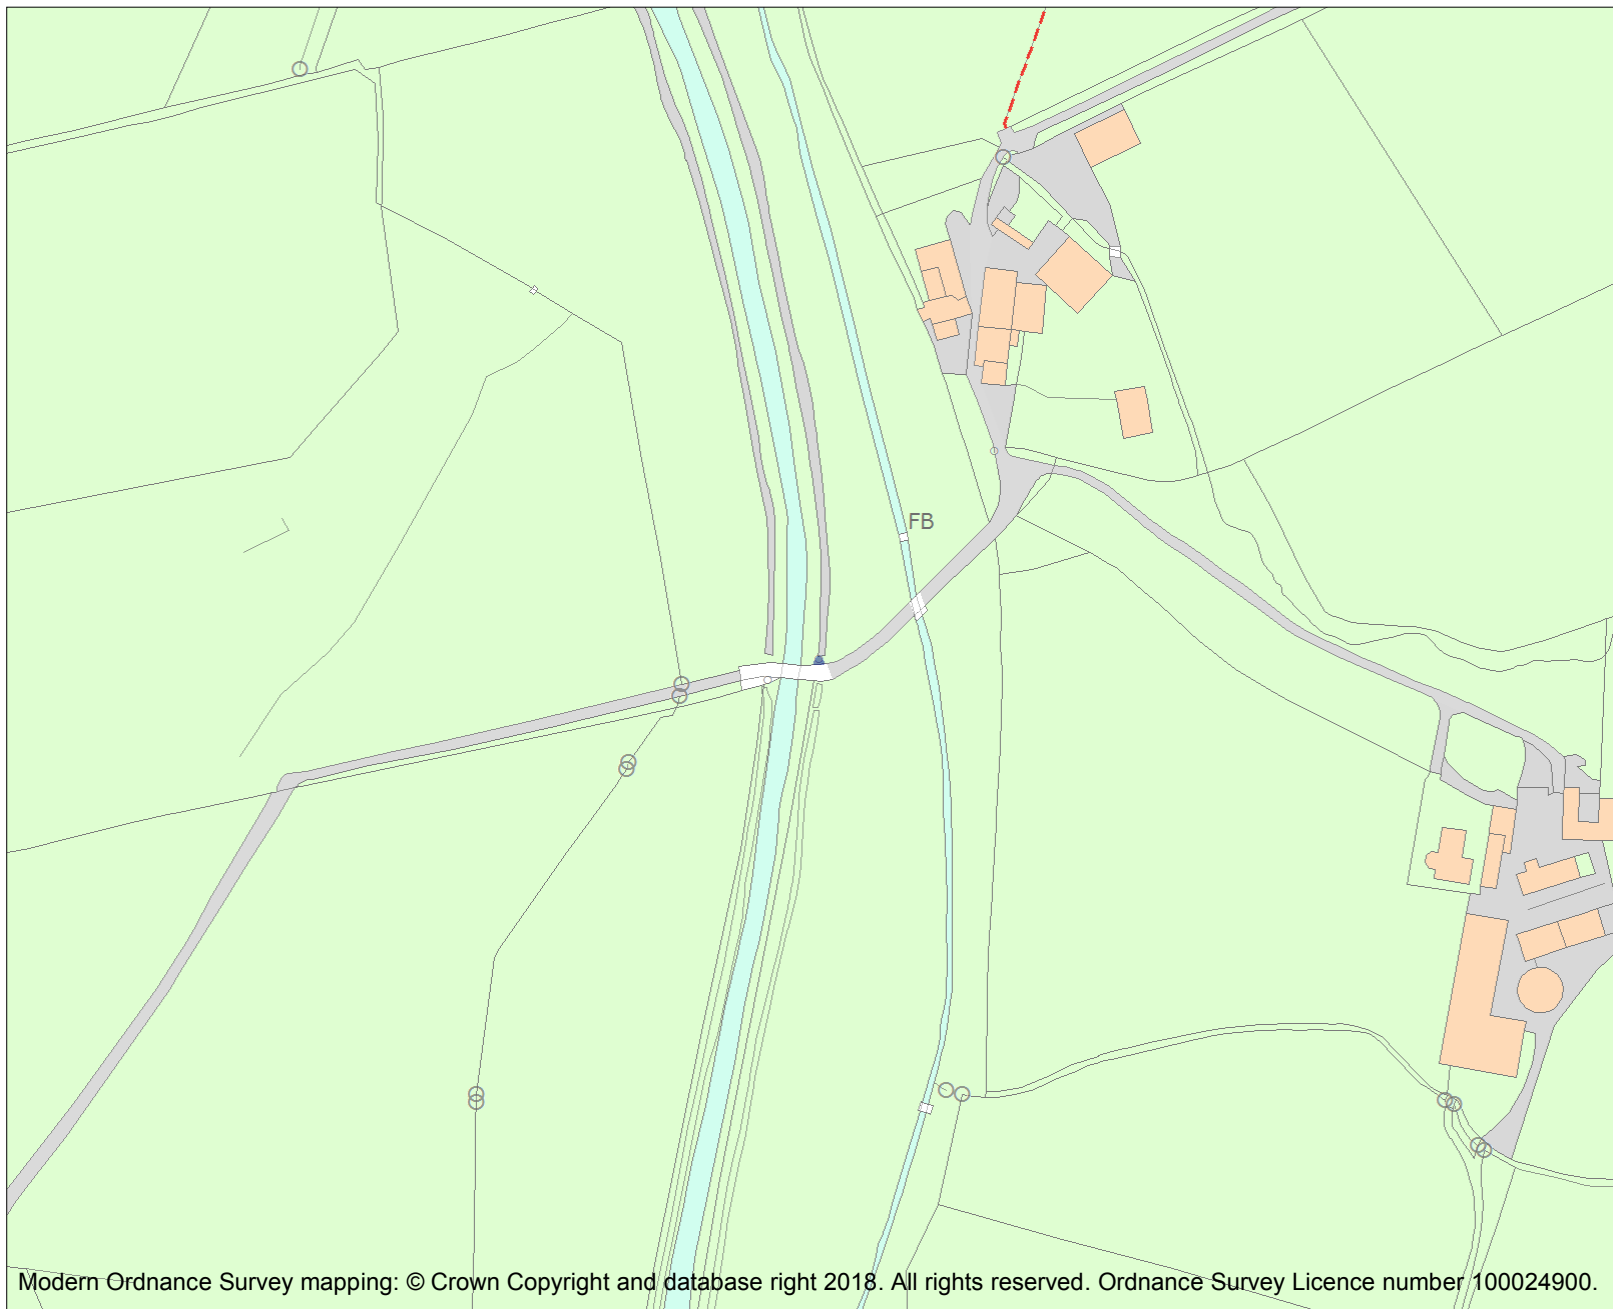 FB
Modern Ordnance Survey mapping: © Crown Copyright and database right 2018. All rights reserved. Ordnance Survey Licence number 100024900.